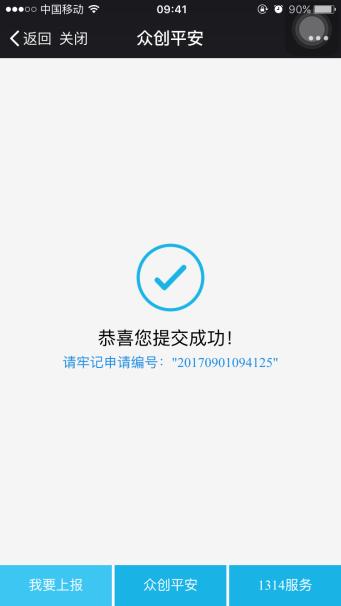 中国移动 09:41 90%
返回 关闭 众创平安
恭喜您提交成功!
请牢记申请编号："20170901094125"
我要上报 众创平安 1314服务